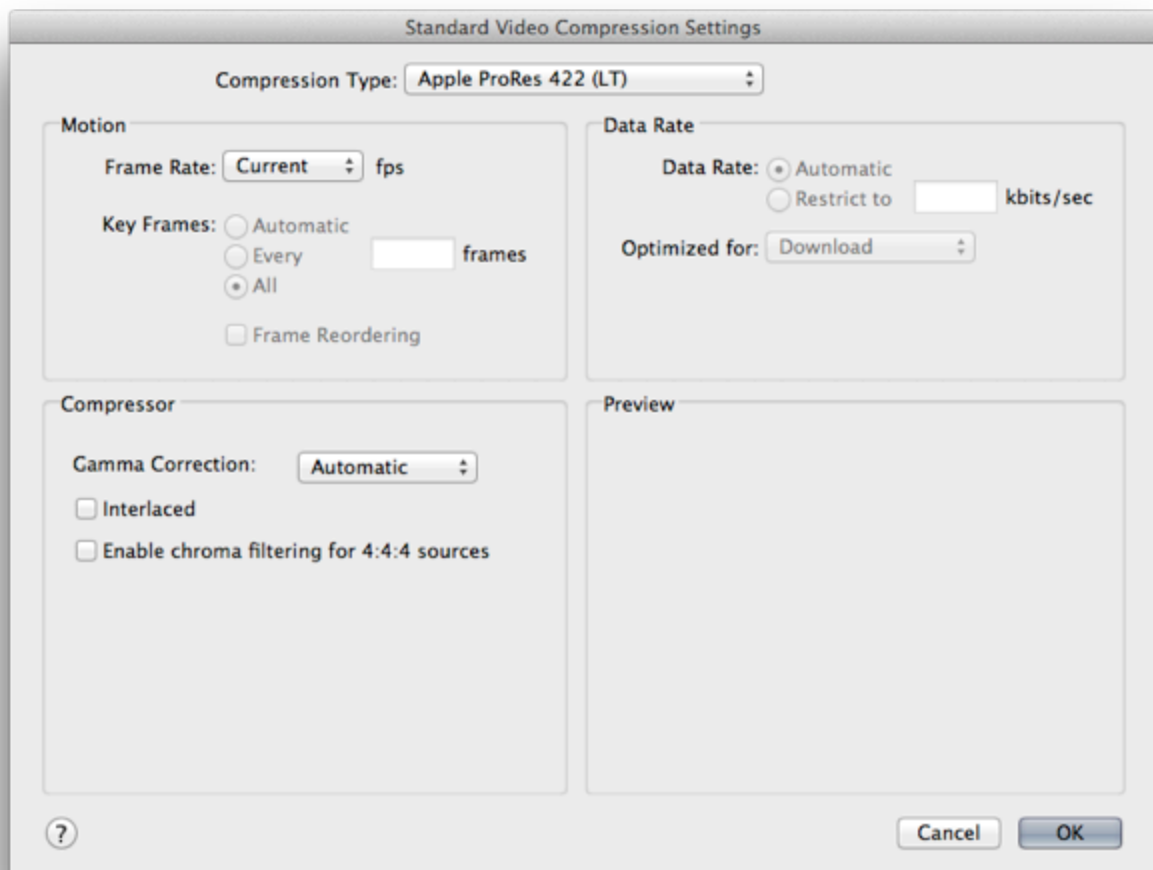 Standard Video Compression Settings
Compression Type: Apple ProRes 422 (LT)
Motion
Frame Rate: Current fps
Key Frames: Automatic
Every frames
All
Frame Reordering
Data Rate
Data Rate: Automatic
Restrict to kbits/sec
Optimized for: Download
Compressor
Gamma Correction: Automatic
Interlaced
Enable chroma filtering for 4:4:4 sources
Preview
?
Cancel
OK